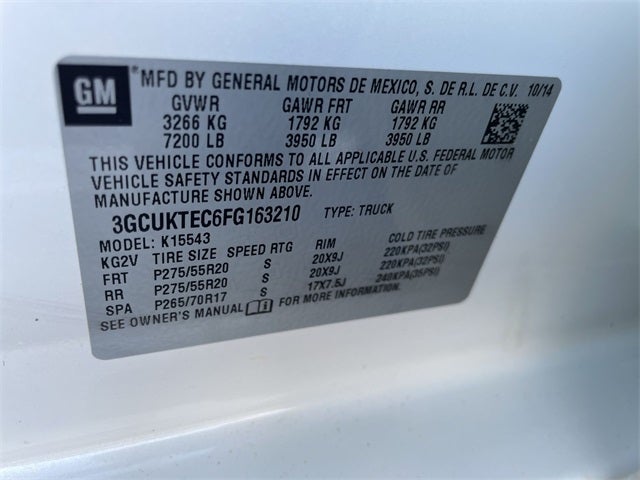 GM
*MFD BY GENERAL MOTORS DE MEXICO, S. DE R.L. DE C.V. 10/14
GVWR GAWR FRT GAWR RR
3266 KG 1792 KG 1792 KG
7200 LB 3950 LB 3950 LB
THIS VEHICLE CONFORMS TO ALL APPLICABLE U.S. FEDERAL MOTOR
VEHICLE SAFETY STANDARDS IN EFFECT ON THE DATE OF
MANUFACTURE SHOWN ABOVE.
3GCUKTEC6FG163210 TYPE: TRUCK
MODEL: K15543
KG2V TIRE SIZE SPEED RTG RIM COLD TIRE PRESSURE
FRT P275/55R20 S 20X9J 220KPA(32PSI)
RR P275/55R20 S 20X9J 220KPA(32PSI)
SPA P265/70R17 S 17X7.5J 240KPA(35PSI)
SEE OWNER'S MANUAL i FOR MORE INFORMATION.